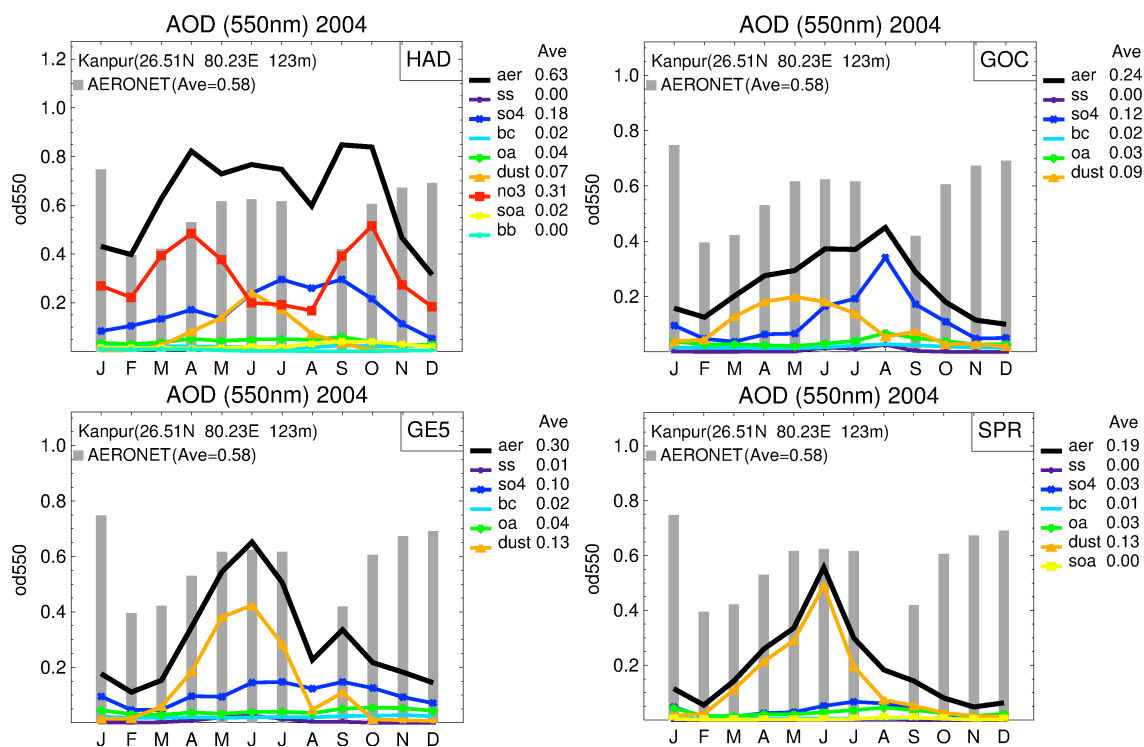 AOD (550nm) 2004
Kanpur(26.51N 80.23E 123m)
AERONET(Ave=0.58)
HAD
Ave
aer 0.63
ss 0.00
so4 0.18
bc 0.02
oa 0.04
dust 0.07
no3 0.31
soa 0.02
bb 0.00
od550
1.2
1.0
0.8
0.6
0.4
0.2
J F M A M J J A S O N D
AOD (550nm) 2004
Kanpur(26.51N 80.23E 123m)
AERONET(Ave=0.58)
GOC
Ave
aer 0.24
ss 0.00
so4 0.12
bc 0.02
oa 0.03
dust 0.09
od550
1.0
0.8
0.6
0.4
0.2
J F M A M J J A S O N D
AOD (550nm) 2004
Kanpur(26.51N 80.23E 123m)
AERONET(Ave=0.58)
GE5
Ave
aer 0.30
ss 0.01
so4 0.10
bc 0.02
oa 0.04
dust 0.13
od550
1.0
0.8
0.6
0.4
0.2
J F M A M J J A S O N D
AOD (550nm) 2004
Kanpur(26.51N 80.23E 123m)
AERONET(Ave=0.58)
SPR
Ave
aer 0.19
ss 0.00
so4 0.03
bc 0.01
oa 0.03
dust 0.13
soa 0.00
od550
1.0
0.8
0.6
0.4
0.2
J F M A M J J A S O N D